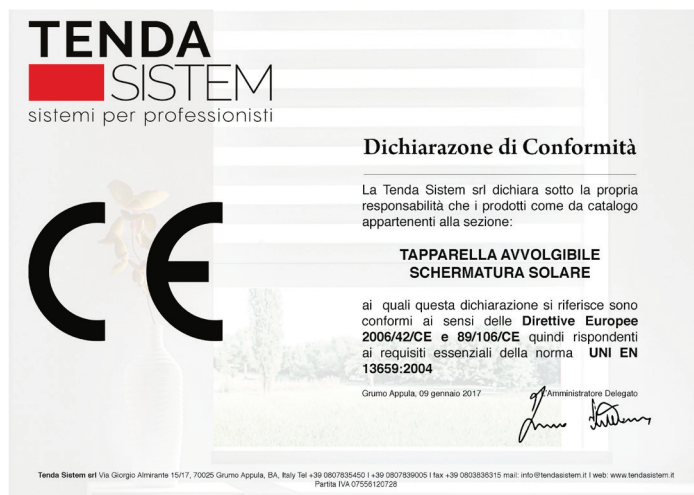 TENDA
SISTEM
sistemi per professionisti
CE
Dichiarazone di Conformità
La Tenda Sistem srl dichiara sotto la propria
responsabilità che i prodotti come da catalogo
appartenenti alla sezione:
TAPPARELLA AVVOLGIBILE
SCHERMATURA SOLARE
ai quali questa dichiarazione si riferisce sono
conformi ai sensi delle Direttive Europee
2006/42/CE e 89/106/CE quindi rispondenti
ai requisiti essenziali della norma UNI EN
13659:2004
Grumo Appula, 09 gennaio 2017
L'Amministratore Delegato
Tenda Sistem srl Via Giorgio Almirante 15/17, 70025 Grumo Appula, BA, Italy Tel +39 0807835450 I +39 0807839005 I fax +39 0803836315 mail: info@tendasistem.it I web: www.tendasistem.it
Partita IVA 07556120728